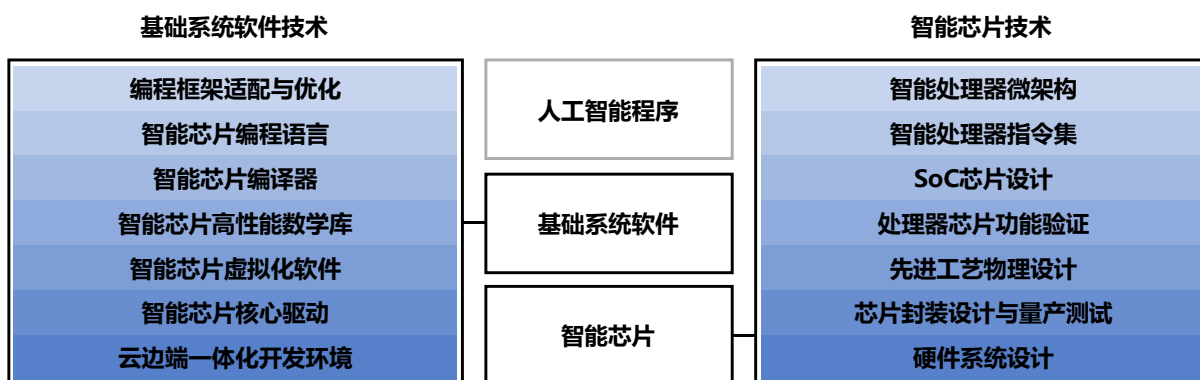 基础系统软件技术
编程框架适配与优化
智能芯片编程语言
智能芯片编译器
智能芯片高性能数学库
智能芯片虚拟化软件
智能芯片核心驱动
云边端一体化开发环境
人工智能程序
基础系统软件
智能芯片
智能芯片技术
智能处理器微架构
智能处理器指令集
SoC芯片设计
处理器芯片功能验证
先进工艺物理设计
芯片封装设计与量产测试
硬件系统设计